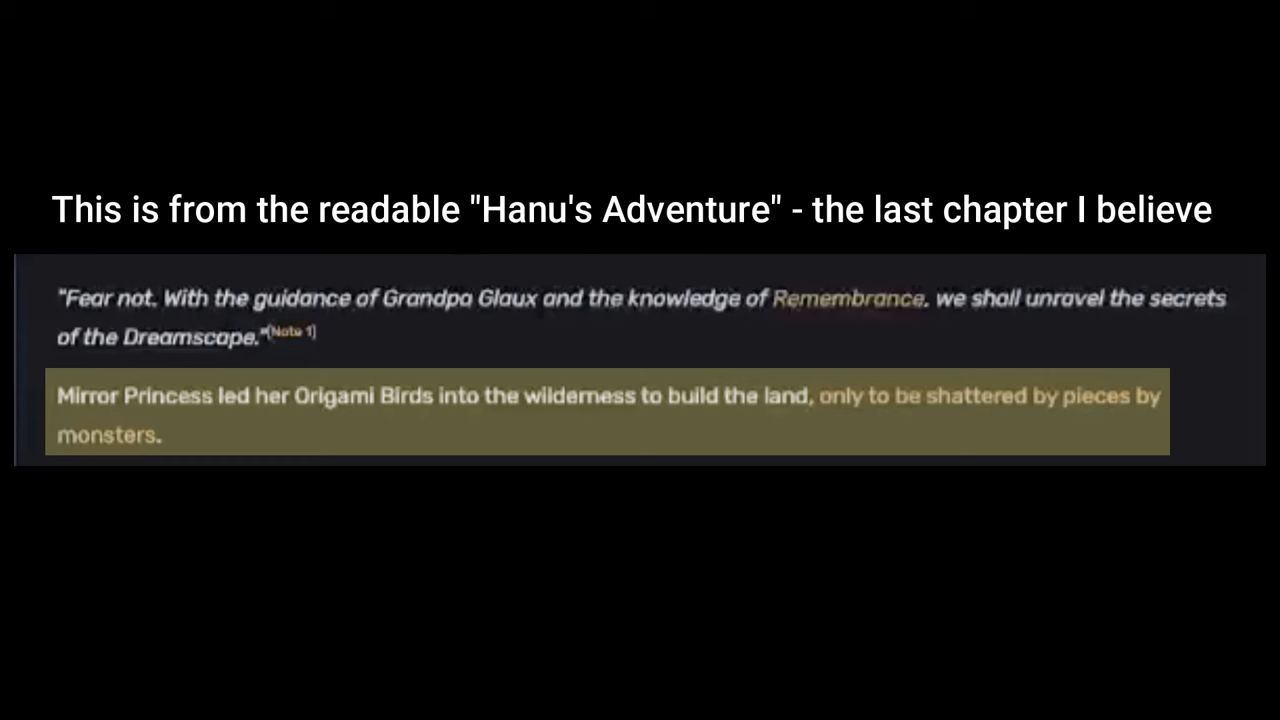 This is from the readable "Hanu's Adventure" - the last chapter I believe
"Fear not. With the guidance of Grandpa Glaux and the knowledge of Remembrance, we shall unravel the secrets
of the Dreamscape."[Note 1]
Mirror Princess led her Origami Birds into the wilderness to build the land, only to be shattered by pieces by
monsters.